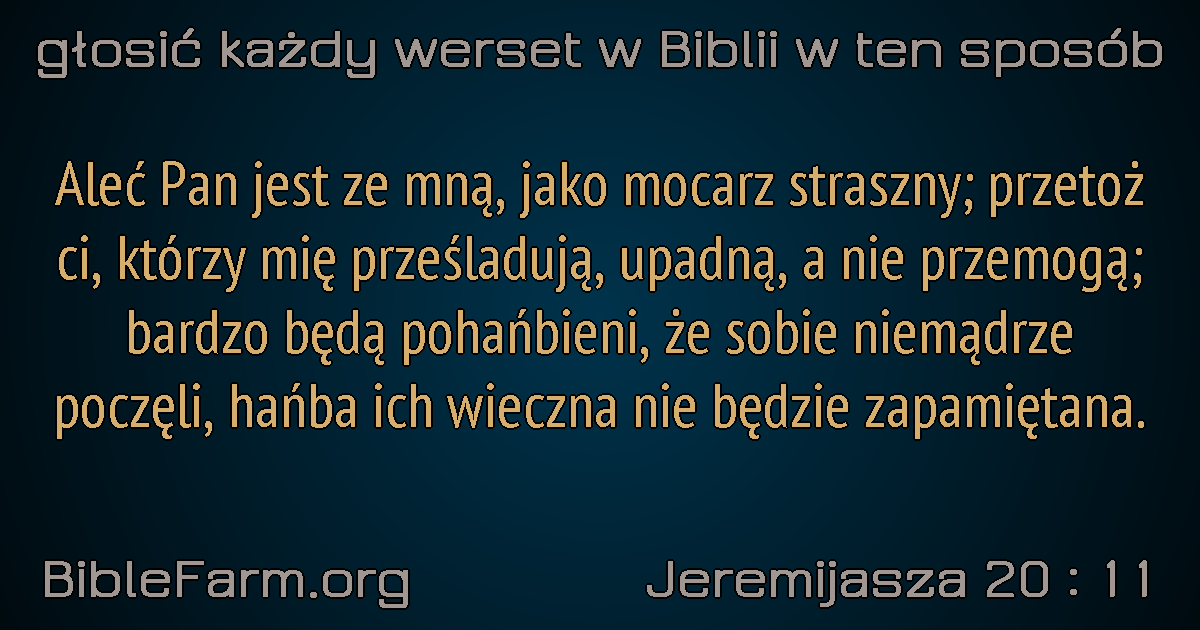 głosić każdy werset w Biblii w ten sposób
Aleć Pan jest ze mną, jako mocarz straszny; przetoż
ci, którzy mię prześladują, upadną, a nie przemogą;
bardzo będą pohańbieni, że sobie niemądrze
poczęli, hańba ich wieczna nie będzie zapamiętana.
BibleFarm.org
Jeremijasza 20 : 11